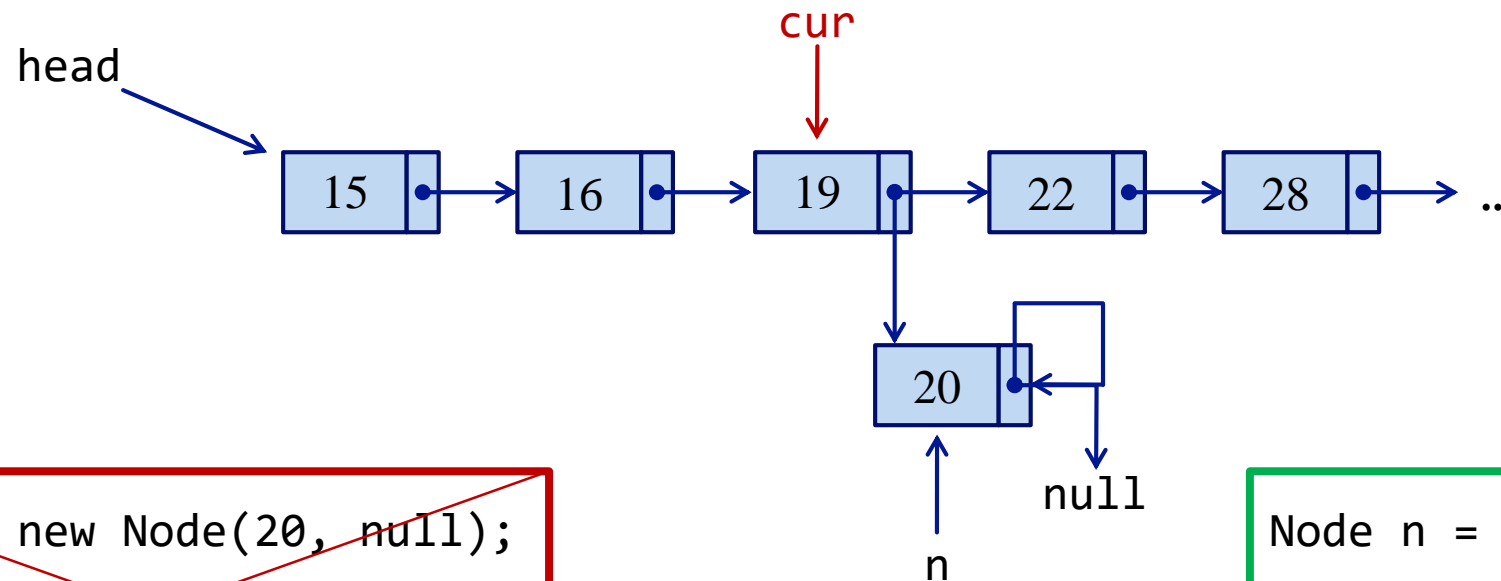 cur
head
15 16 19 22 28 ..
20
null
n
new Node(20, null);
Node n =